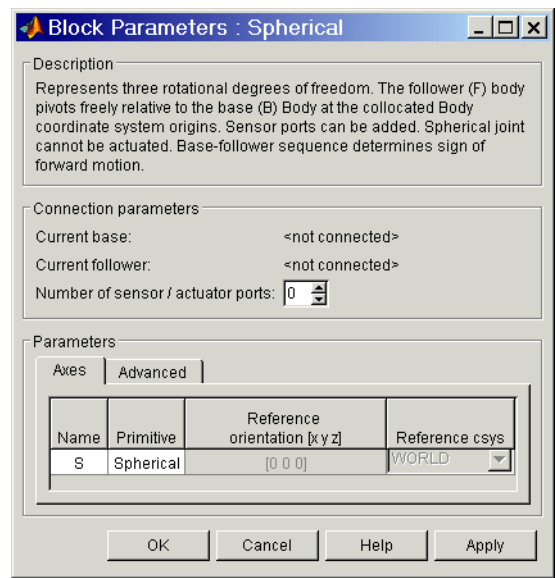 Block Parameters : Spherical
Description
Represents three rotational degrees of freedom. The follower (F) body
pivots freely relative to the base (B) Body at the collocated Body
coordinate system origins. Sensor ports can be added. Spherical joint
cannot be actuated. Base-follower sequence determines sign of
forward motion.
Connection parameters
Current base: <not connected>
Current follower: <not connected>
Number of sensor / actuator ports: 0
Parameters
Axes Advanced
Name Primitive Reference orientation [x y z] Reference csys
S Spherical [0 0 0] WORLD
OK Cancel Help Apply